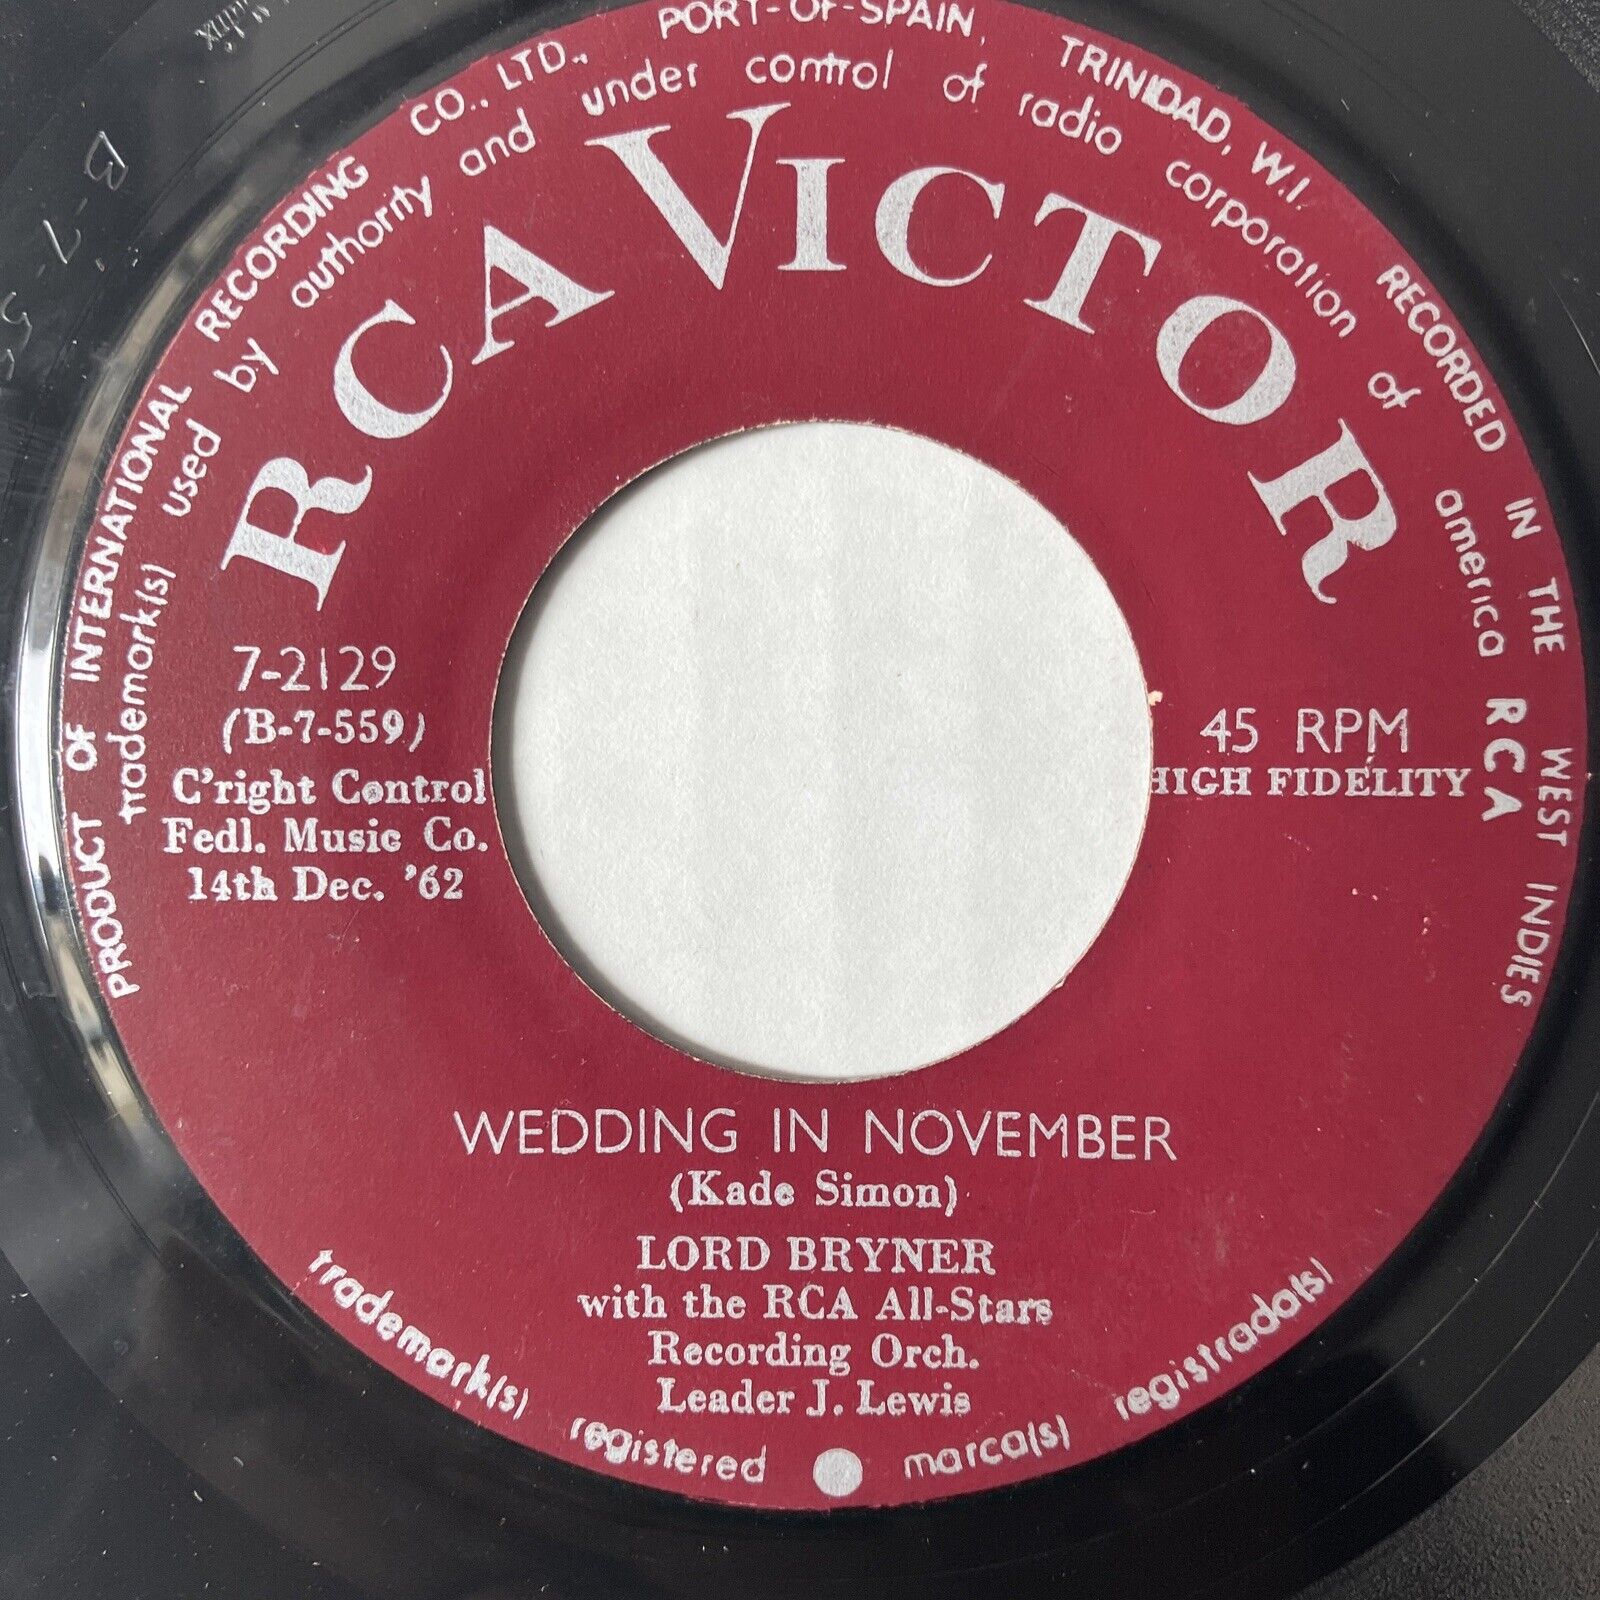 PRODUCT OF INTERNATIONAL RECORDING CO., LTD., PORT-OF-SPAIN, TRINIDAD, W.I. RECORDED IN THE WEST INDIES
trademark(s) used by authority and under control of radio corporation of america RCA
RCA VICTOR
7-2129
(B-7-559)
C'right Control
Fedl. Music Co.
14th Dec. '62
45 RPM
HIGH FIDELITY
WEDDING IN NOVEMBER
(Kade Simon)
LORD BRYNER
with the RCA All-Stars
Recording Orch.
Leader J. Lewis
trademark(s) registered marca(s) registrada(s)
B-7-55